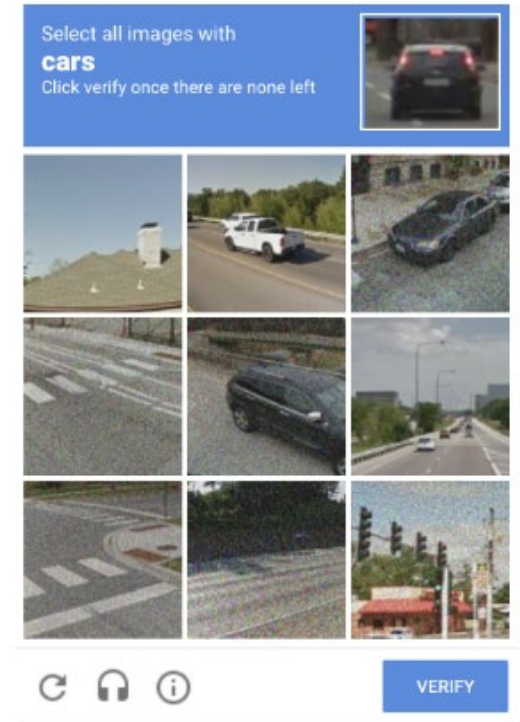 Select all images with
cars
Click verify once there are none left
VERIFY